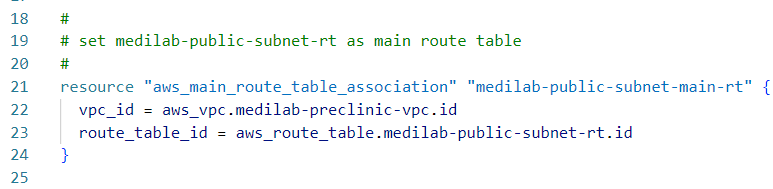 18 #
19 # set medilab-public-subnet-rt as main route table
20 #
21 resource "aws_main_route_table_association" "medilab-public-subnet-main-rt" {
22 vpc_id = aws_vpc.medilab-preclinic-vpc.id
23 route_table_id = aws_route_table.medilab-public-subnet-rt.id
24 }
25